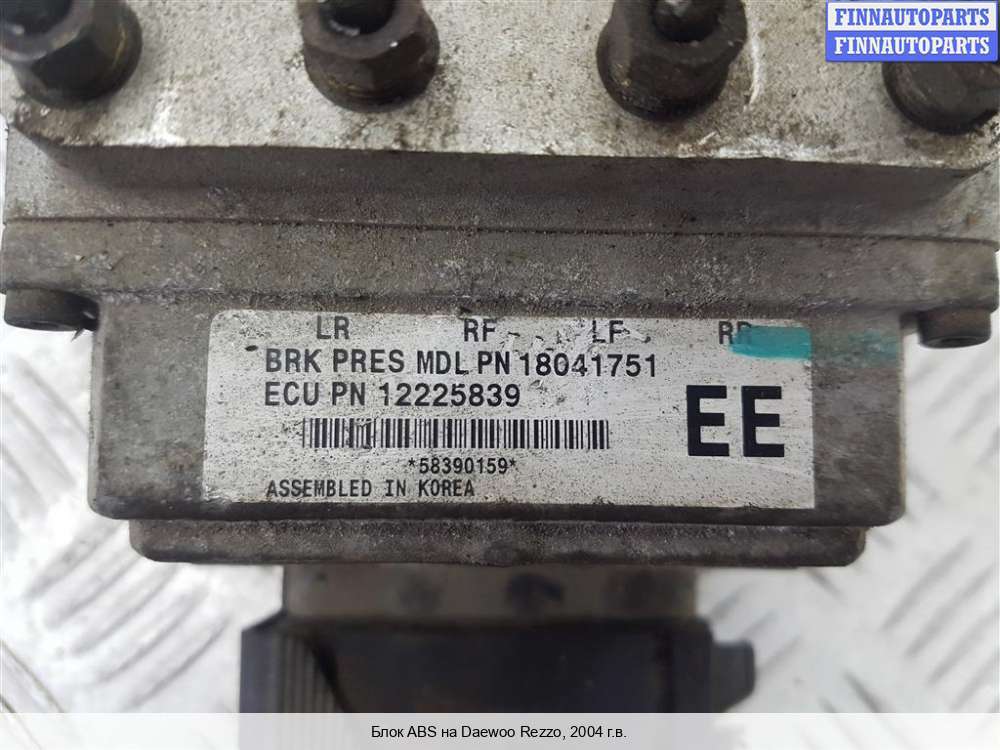 FINNAUTOPARTS
FINNAUTOPARTS
LR RF LF RR
BRK PRES MDL PN 18041751
ECU PN 12225839
EE
*58390159*
ASSEMBLED IN KOREA
Блок ABS на Daewoo Rezzo, 2004 г.в.